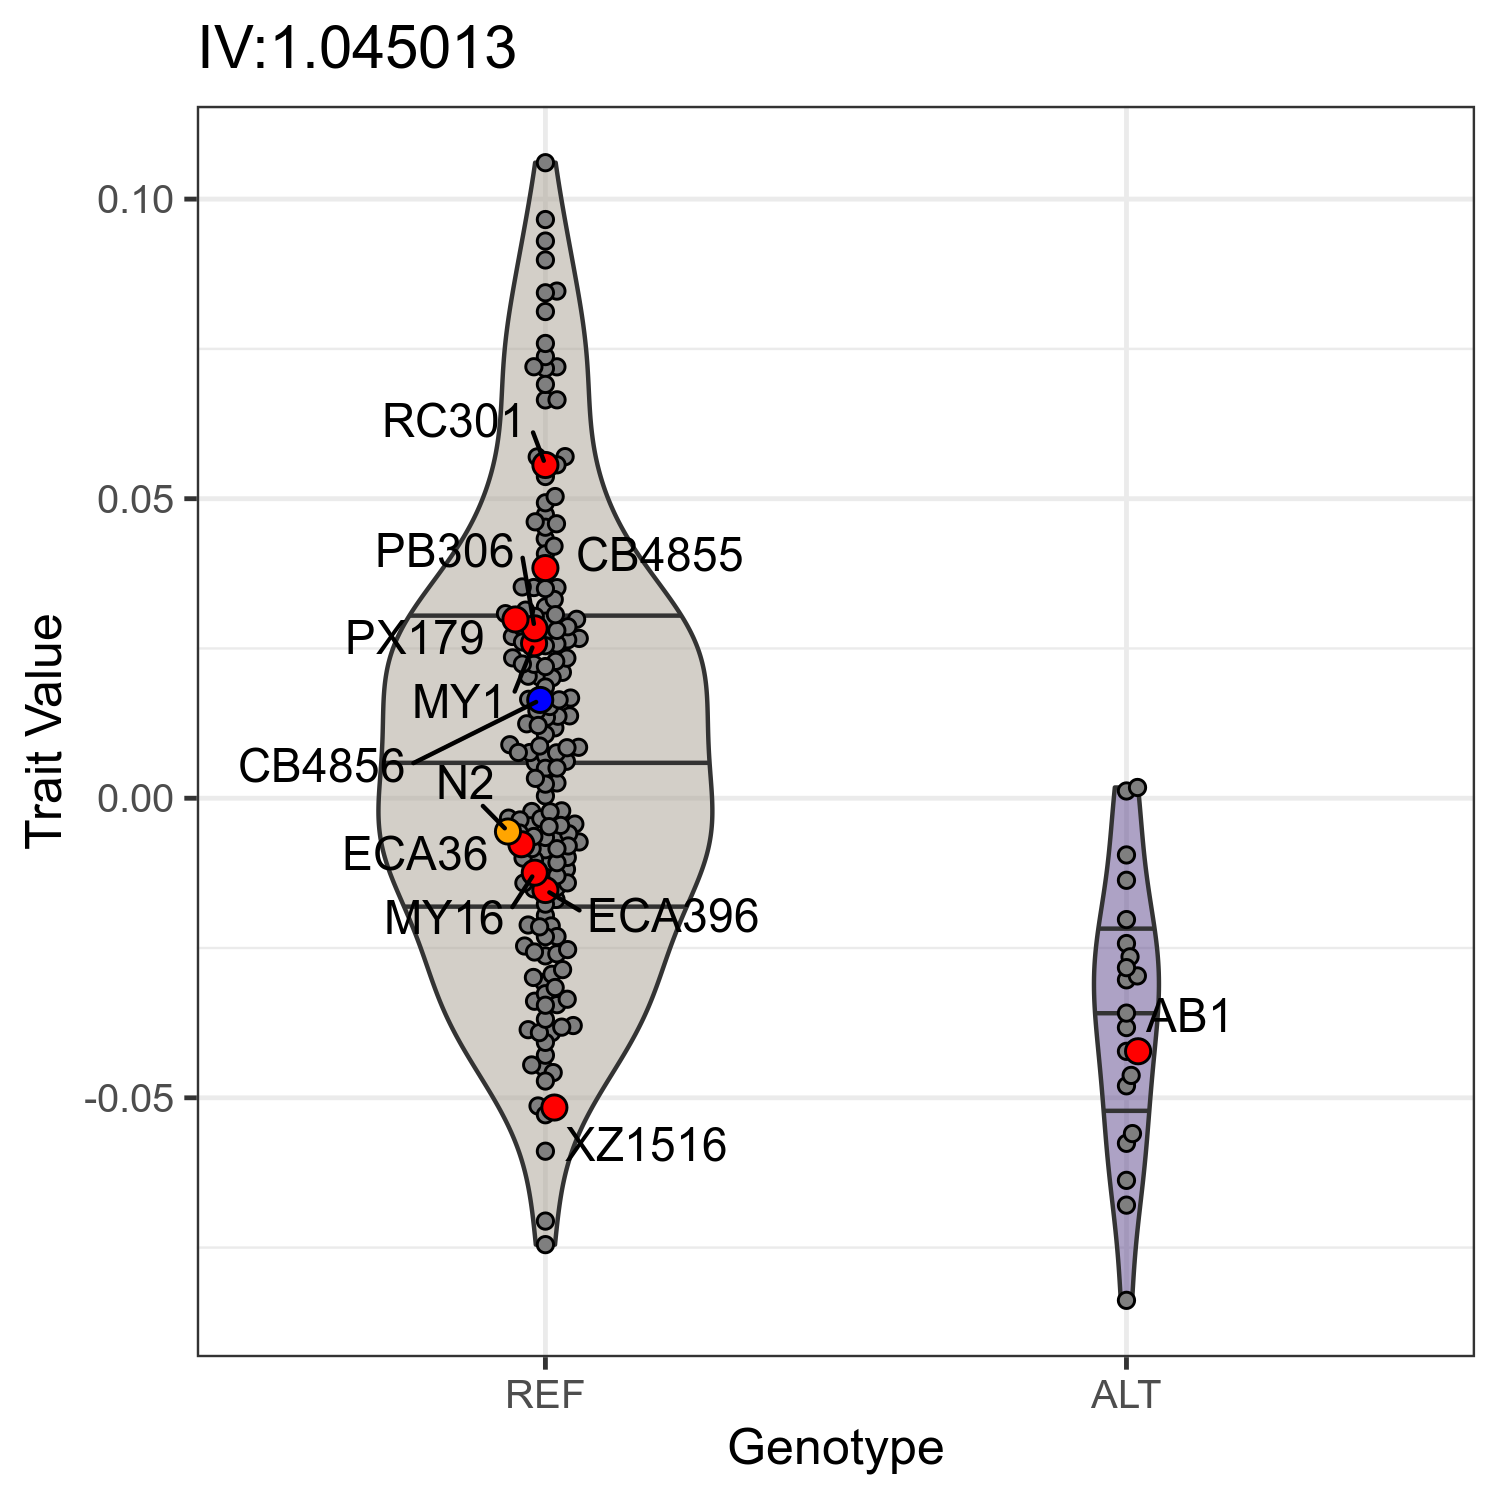 IV:1.045013
Trait Value
0.10
0.05
0.00
-0.05
RC301
PB306
CB4855
PX179
MY1
CB4856
N2
ECA36
MY16
ECA396
XZ1516
AB1
REF
ALT
Genotype